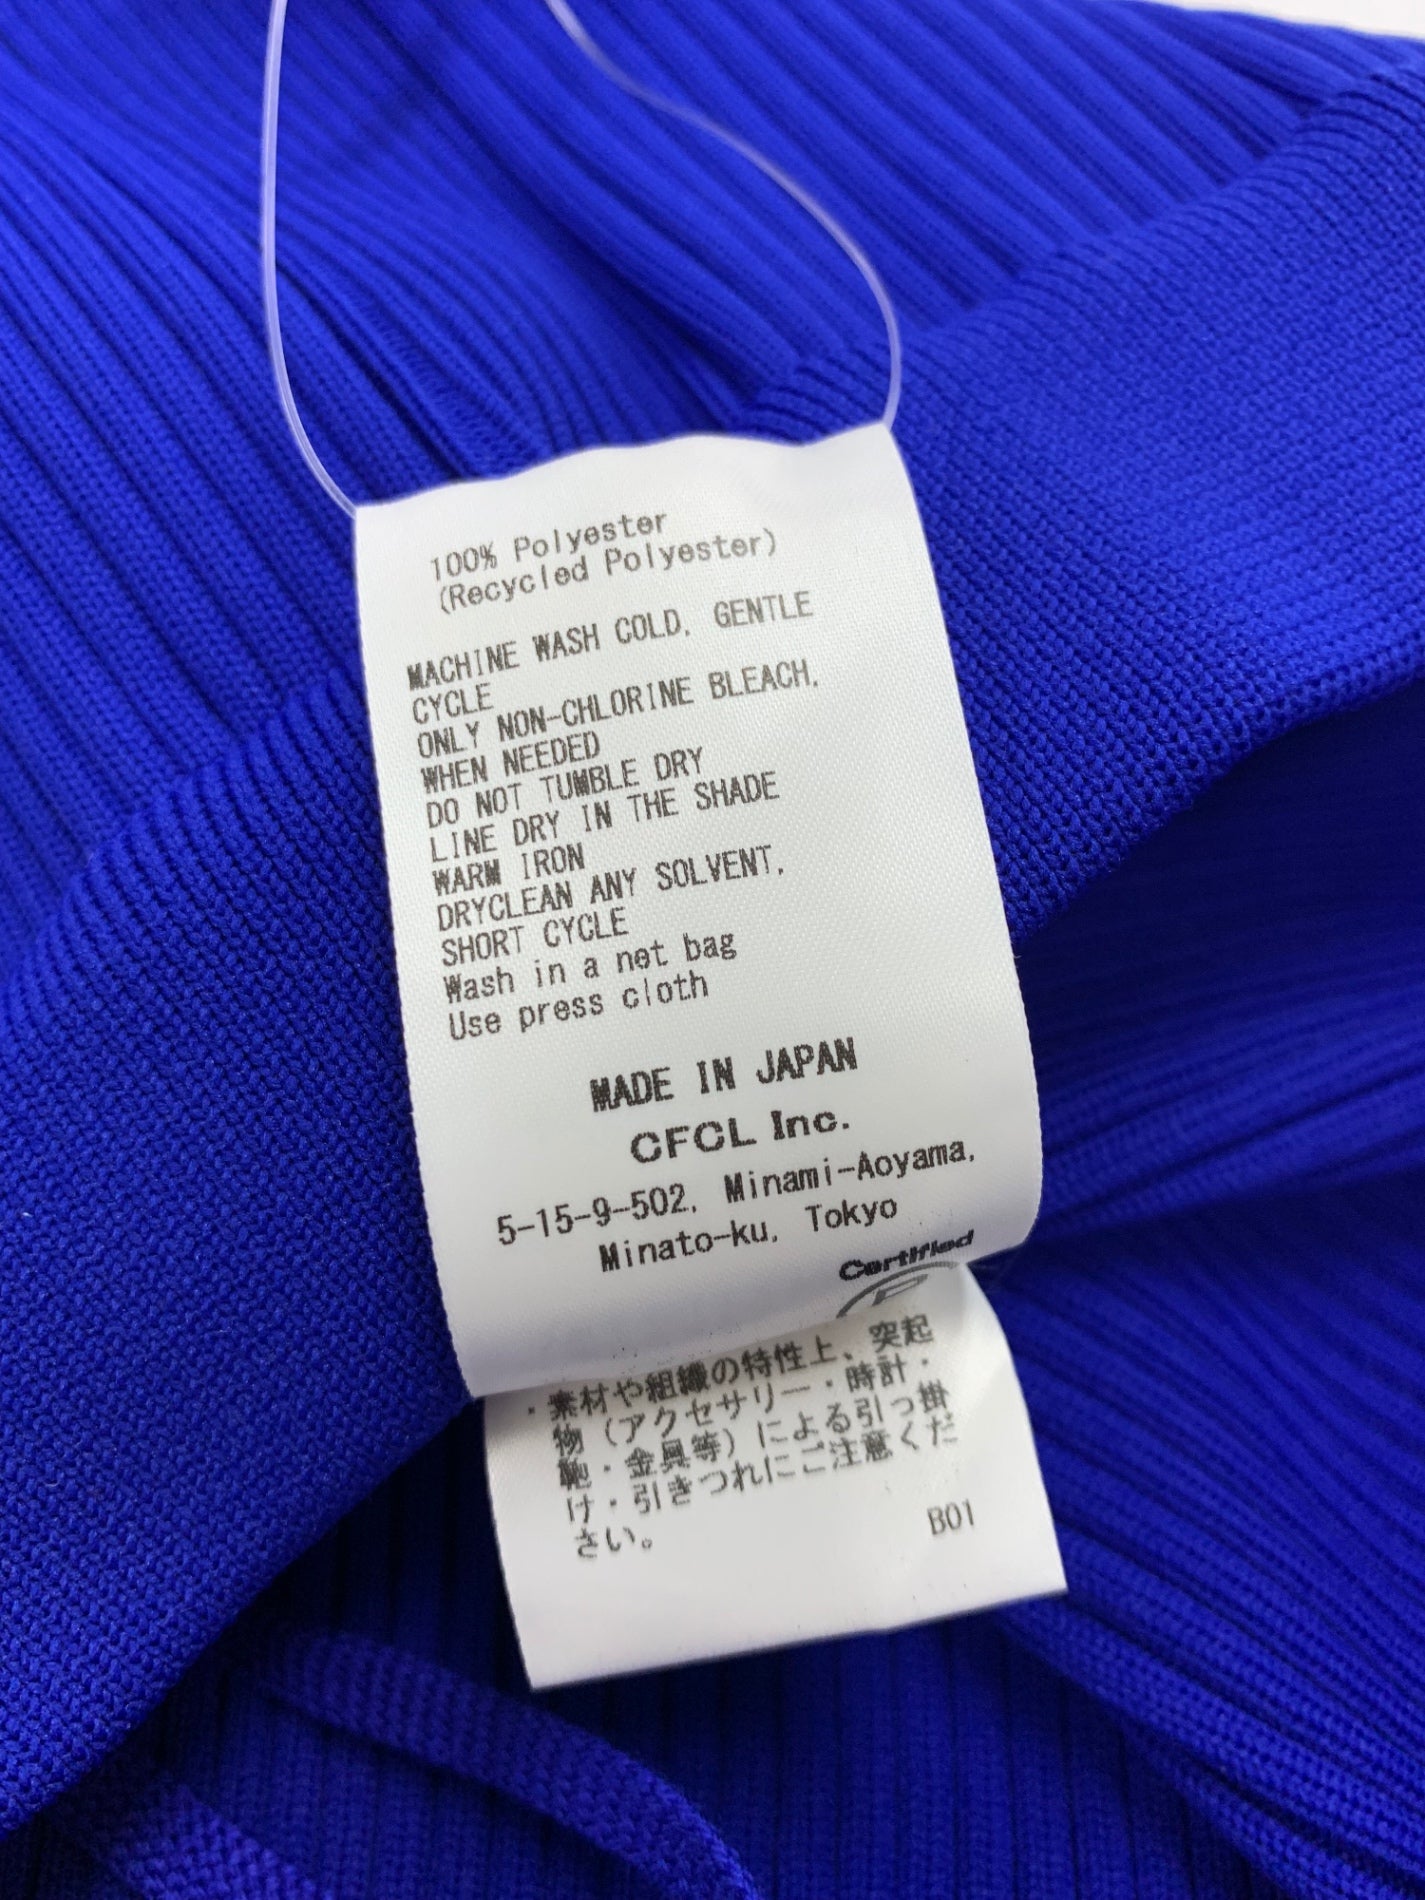 100% Polyester
(Recycled Polyester)
MACHINE WASH COLD, GENTLE
CYCLE
ONLY NON-CHLORINE BLEACH,
WHEN NEEDED
DO NOT TUMBLE DRY
LINE DRY IN THE SHADE
WARM IRON
DRYCLEAN ANY SOLVENT,
SHORT CYCLE
Wash in a net bag
Use press cloth
MADE IN JAPAN
CFCL Inc.
5-15-9-502, Minami-Aoyama,
Minato-ku, Tokyo
Certified
B
・素材や組織の特性上、突起
物（アクセサリー・時計・
鞄・金具等）による引っ掛
け・引きつれにご注意くだ
さい。
B01